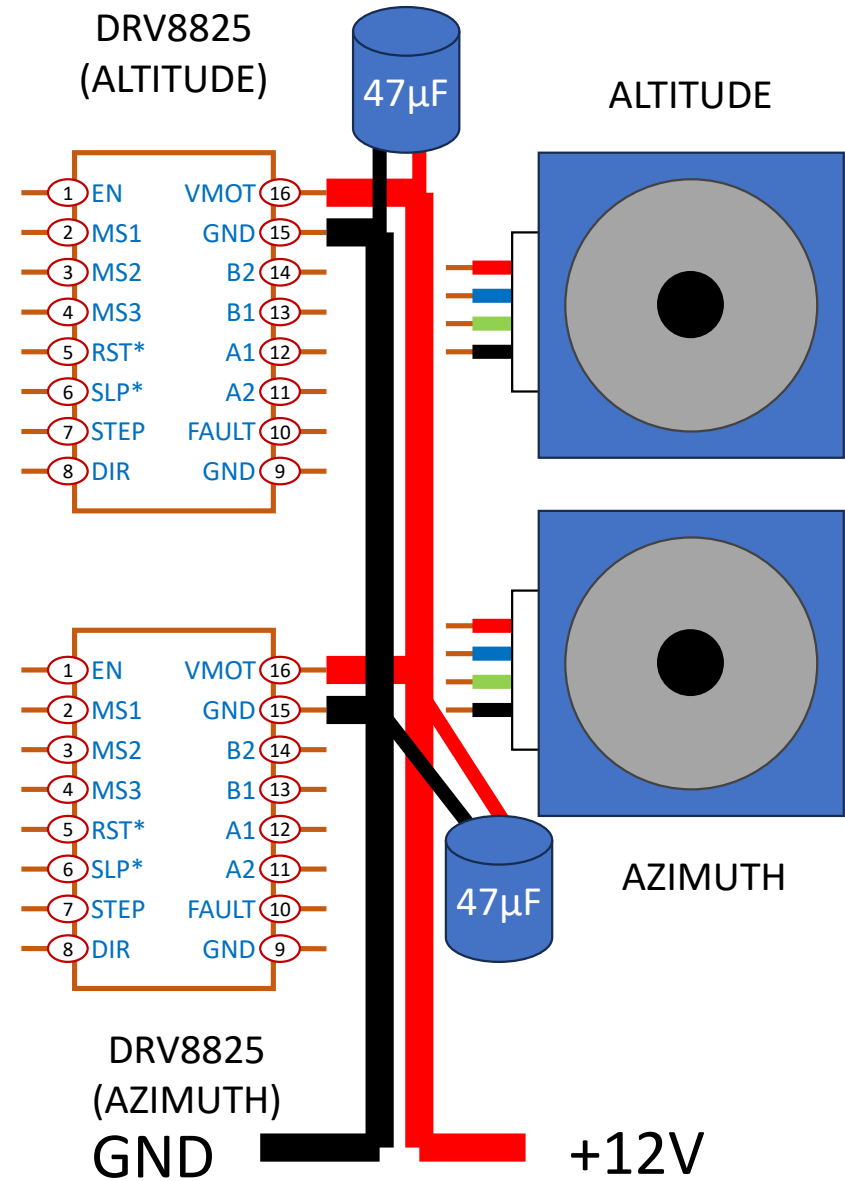 DRV8825
(ALTITUDE)
47µF
ALTITUDE
1 EN VMOT 16
2 MS1 GND 15
3 MS2 B2 14
4 MS3 B1 13
5 RST* A1 12
6 SLP* A2 11
7 STEP FAULT 10
8 DIR GND 9
1 EN VMOT 16
2 MS1 GND 15
3 MS2 B2 14
4 MS3 B1 13
5 RST* A1 12
6 SLP* A2 11
7 STEP FAULT 10
8 DIR GND 9
47µF
AZIMUTH
DRV8825
(AZIMUTH)
GND
+12V